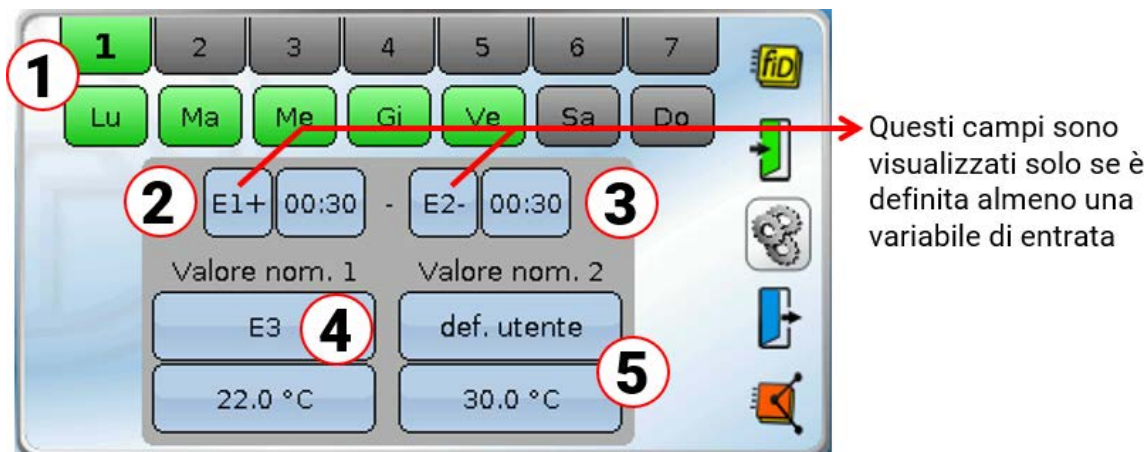 1 2 3 4 5 6 7
fiD
1
Lu Ma Me Gi Ve Sa Do
Questi campi sono
visualizzati solo se è
definita almeno una
variabile di entrata
2 E1+ 00:30 - E2- 00:30 3
Valore nom. 1 Valore nom. 2
E3 4 def. utente
5
22.0 °C 30.0 °C